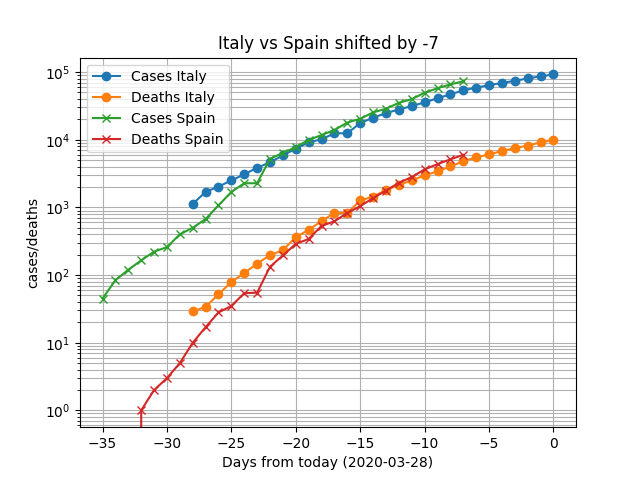 Italy vs Spain shifted by -7
Cases Italy
Deaths Italy
Cases Spain
Deaths Spain
cases/deaths
10⁵
10⁴
10³
10²
10¹
10⁰
−35 −30 −25 −20 −15 −10 −5 0
Days from today (2020-03-28)